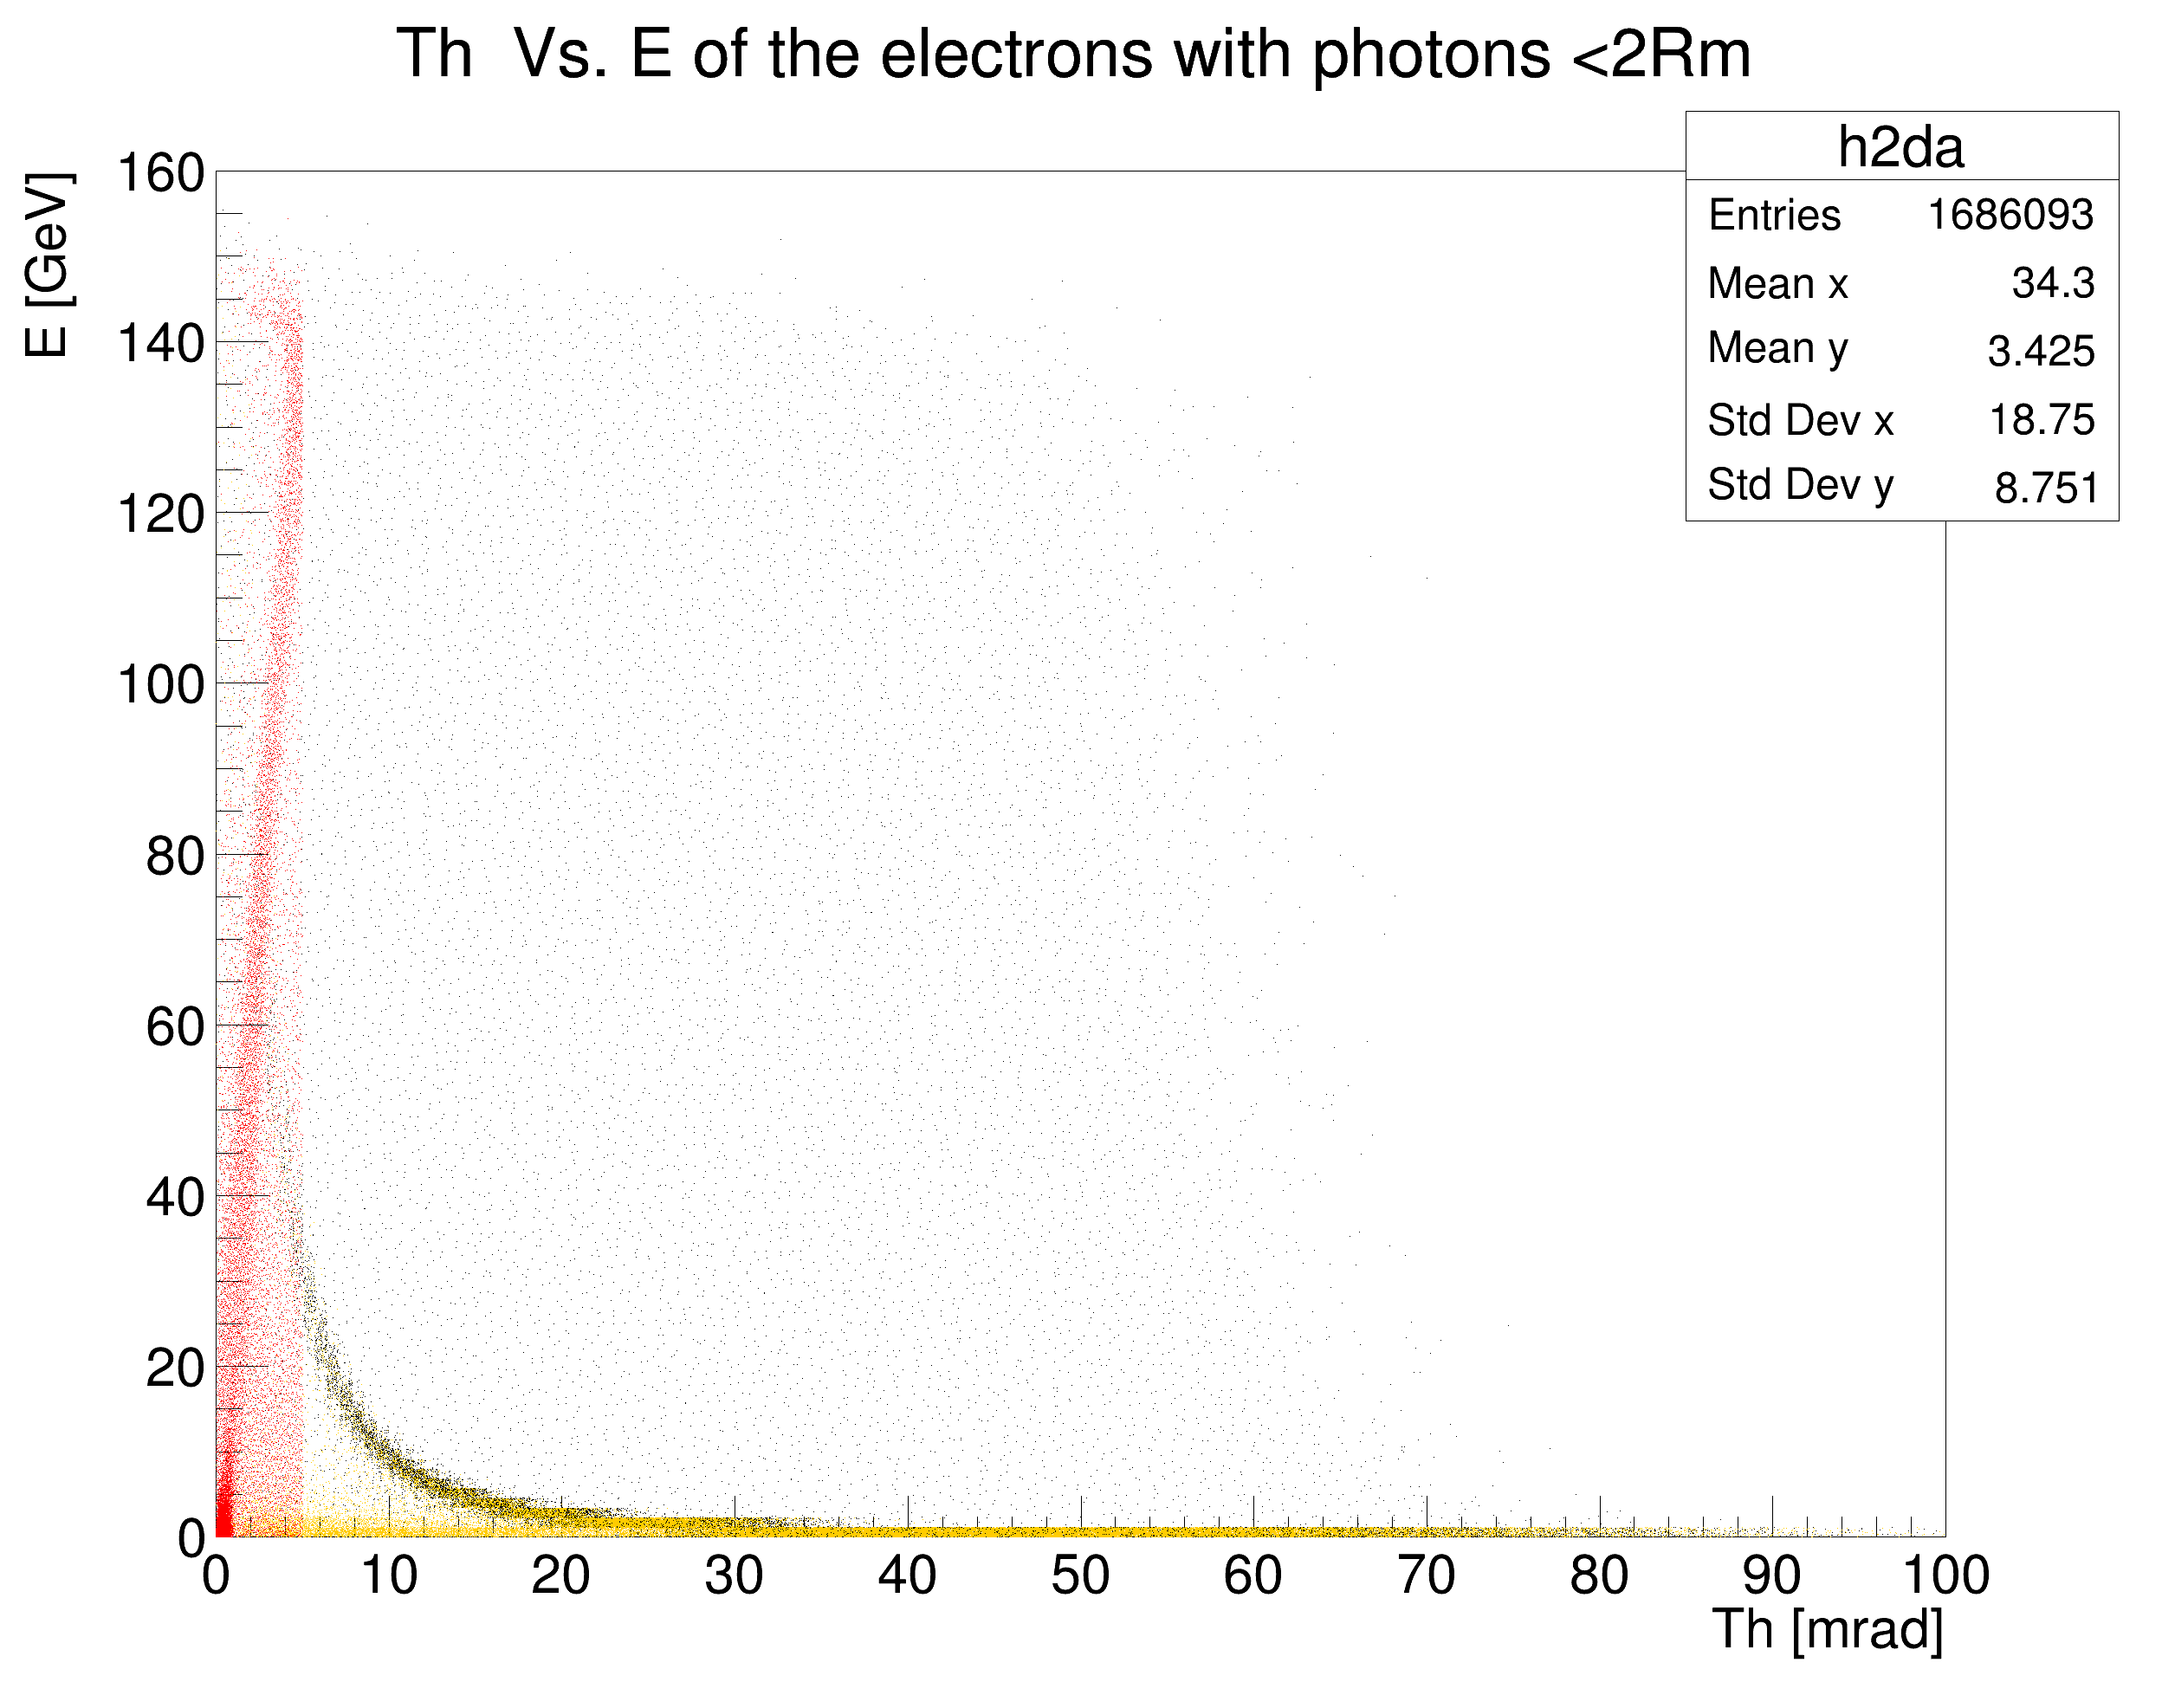 Th  Vs. E of the electrons with photons <2Rm
h2da
Entries 1686093
Mean x 34.3
Mean y 3.425
Std Dev x 18.75
Std Dev y 8.751
E [GeV]
160
140
120
100
80
60
40
20
0
0 10 20 30 40 50 60 70 80 90 100
Th [mrad]